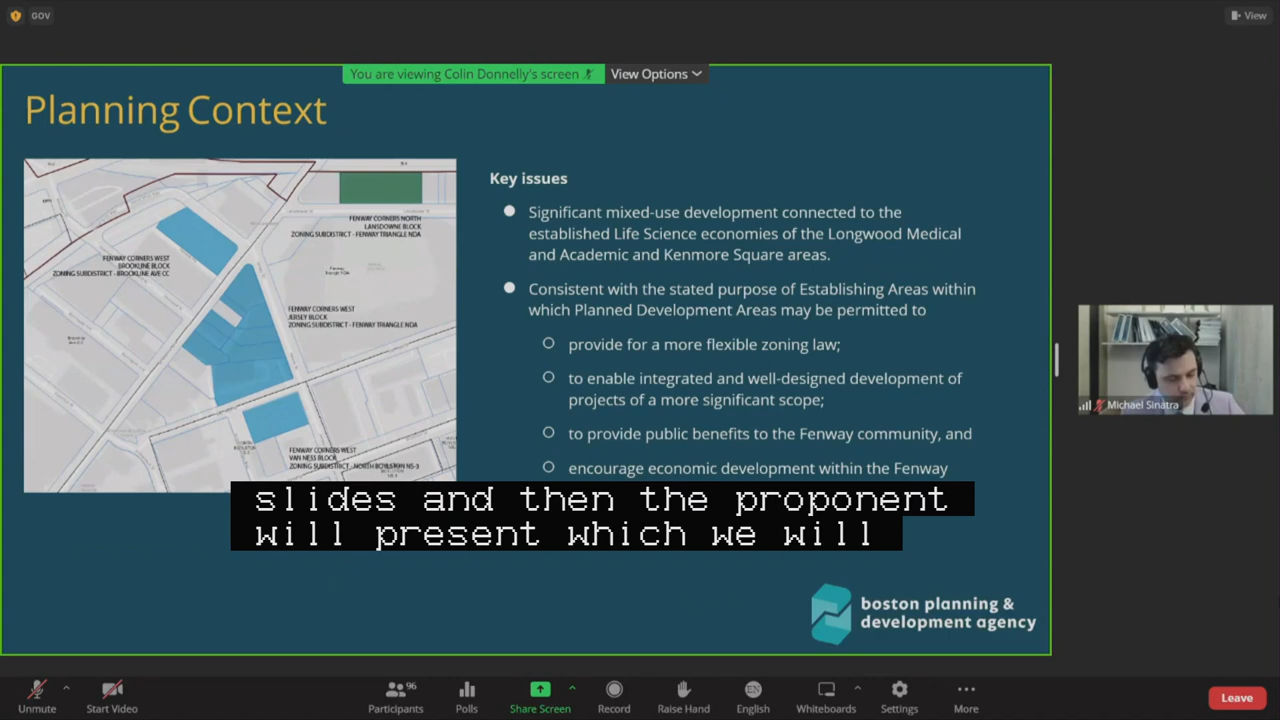 GOV
View
You are viewing Colin Donnelly's screen
View Options
Planning Context
FENWAY CORNERS NORTH
LANSDOWNE BLOCK
ZONING SUBDISTRICT - FENWAY TRIANGLE NDA
FENWAY CORNERS WEST
BROOKLINE BLOCK
ZONING SUBDISTRICT - BROOKLINE AVE CC
FENWAY CORNERS WEST
JERSEY BLOCK
ZONING SUBDISTRICT - FENWAY TRIANGLE NDA
FENWAY CORNERS WEST
VAN NESS BLOCK
ZONING SUBDISTRICT - NORTH BOYLSTON NS-3
Key issues
Significant mixed-use development connected to the
established Life Science economies of the Longwood Medical
and Academic and Kenmore Square areas.
Consistent with the stated purpose of Establishing Areas within
which Planned Development Areas may be permitted to
provide for a more flexible zoning law;
to enable integrated and well-designed development of
projects of a more significant scope;
to provide public benefits to the Fenway community, and
encourage economic development within the Fenway
slides and then the proponent
will present which we will
boston planning &
development agency
Michael Sinatra
Unmute
Start Video
96
Participants
Polls
Share Screen
Record
Raise Hand
EN
English
Whiteboards
Settings
More
Leave